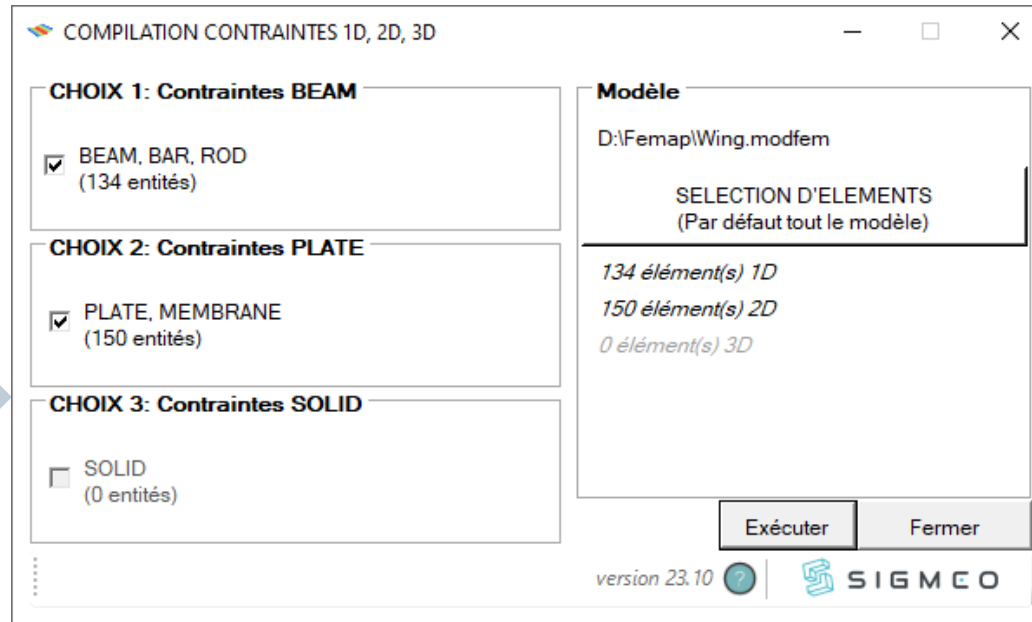 COMPILATION CONTRAINTES 1D, 2D, 3D
CHOIX 1: Contraintes BEAM
BEAM, BAR, ROD
(134 entités)
CHOIX 2: Contraintes PLATE
PLATE, MEMBRANE
(150 entités)
CHOIX 3: Contraintes SOLID
SOLID
(0 entités)
Modèle
D:\Femap\Wing.modfem
SELECTION D'ELEMENTS
(Par défaut tout le modèle)
134 élément(s) 1D
150 élément(s) 2D
0 élément(s) 3D
Exécuter
Fermer
version 23.10
?
SIGMEO